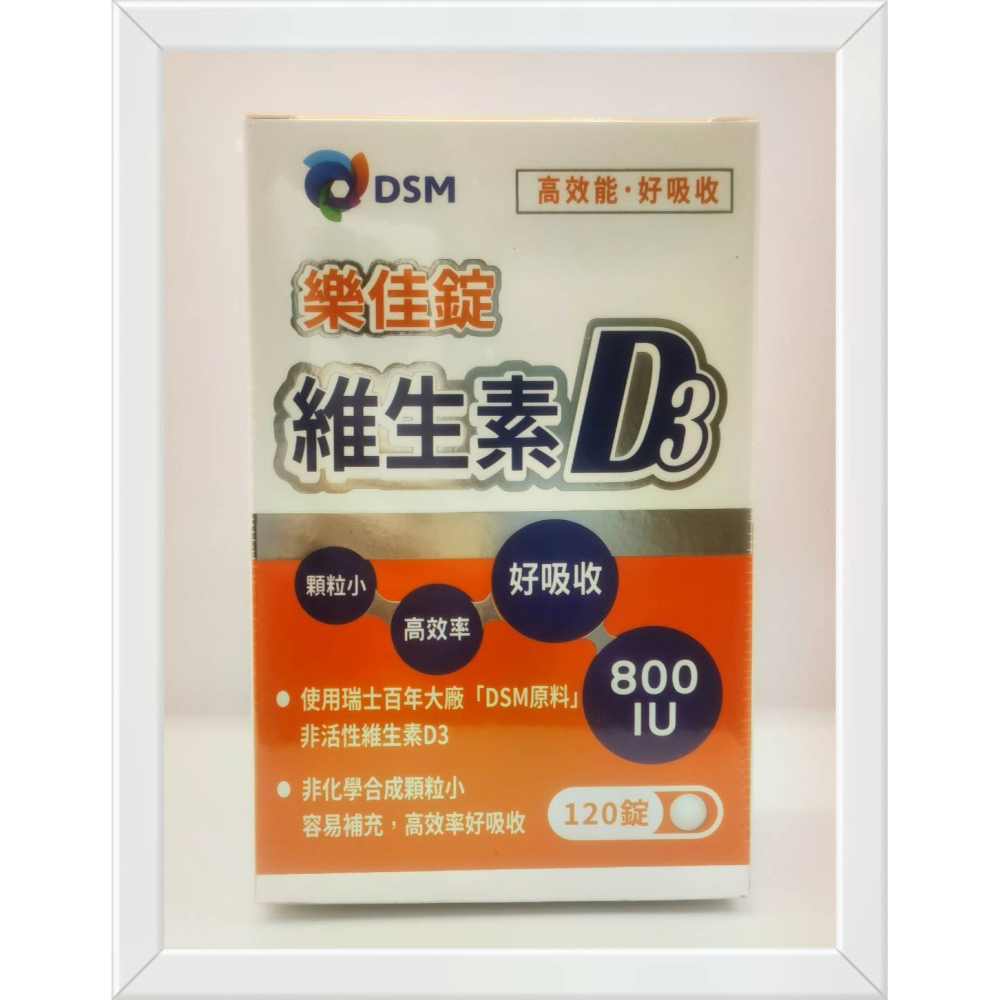 DSM
高效能·好吸收
樂佳錠
維生素D3
顆粒小
高效率
好吸收
800
IU
使用瑞士百年大廠「DSM原料」
非活性維生素D3
非化學合成顆粒小
容易補充，高效率好吸收
120錠